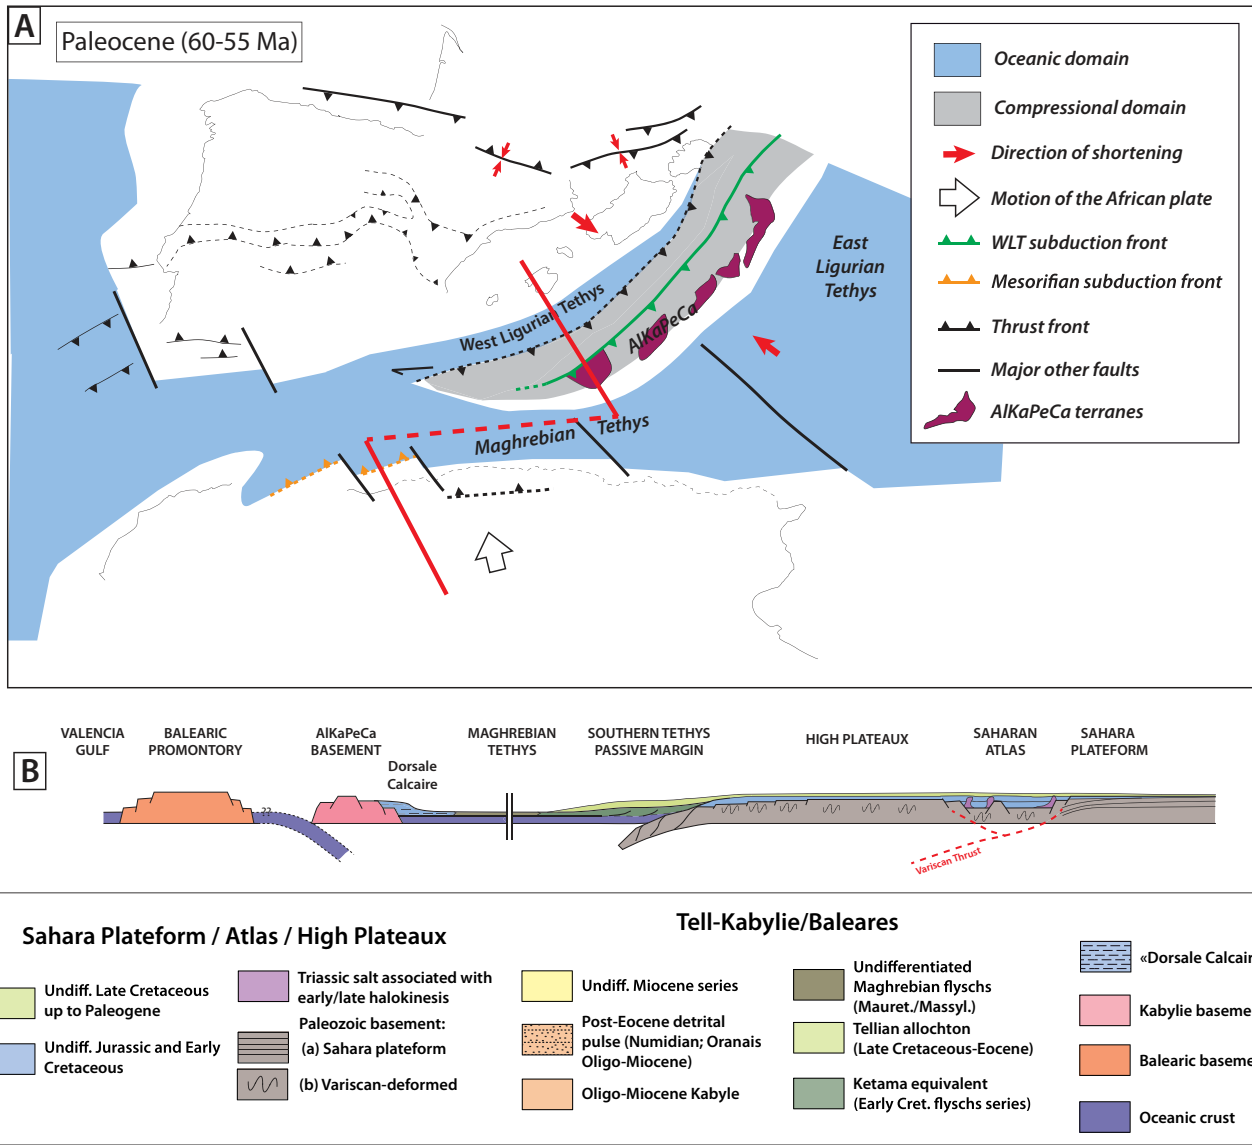 A
Paleocene (60-55 Ma)
Oceanic domain
Compressional domain
Direction of shortening
Motion of the African plate
WLT subduction front
Mesorifian subduction front
Thrust front
Major other faults
AlKaPeCa terranes
East
Ligurian
Tethys
West Ligurian Tethys
AlKaPeCa
Maghrebian Tethys
B
VALENCIA
GULF
BALEARIC
PROMONTORY
AlKaPeCa
BASEMENT
Dorsale
Calcaire
MAGHREBIAN
TETHYS
SOUTHERN TETHYS
PASSIVE MARGIN
HIGH PLATEAUX
SAHARAN
ATLAS
SAHARA
PLATEFORM
??
Variscan Thrust
Sahara Plateform / Atlas / High Plateaux
Undiff. Late Cretaceous
up to Paleogene
Undiff. Jurassic and Early
Cretaceous
Triassic salt associated with
early/late halokinesis
Paleozoic basement:
(a) Sahara plateform
(b) Variscan-deformed
Tell-Kabylie/Baleares
Undiff. Miocene series
Post-Eocene detrital
pulse (Numidian; Oranais
Oligo-Miocene)
Oligo-Miocene Kabyle
Undifferentiated
Maghrebian flyschs
(Mauret./Massyl.)
Tellian allochton
(Late Cretaceous-Eocene)
Ketama equivalent
(Early Cret. flyschs series)
«Dorsale Calcair
Kabylie baseme
Balearic baseme
Oceanic crust